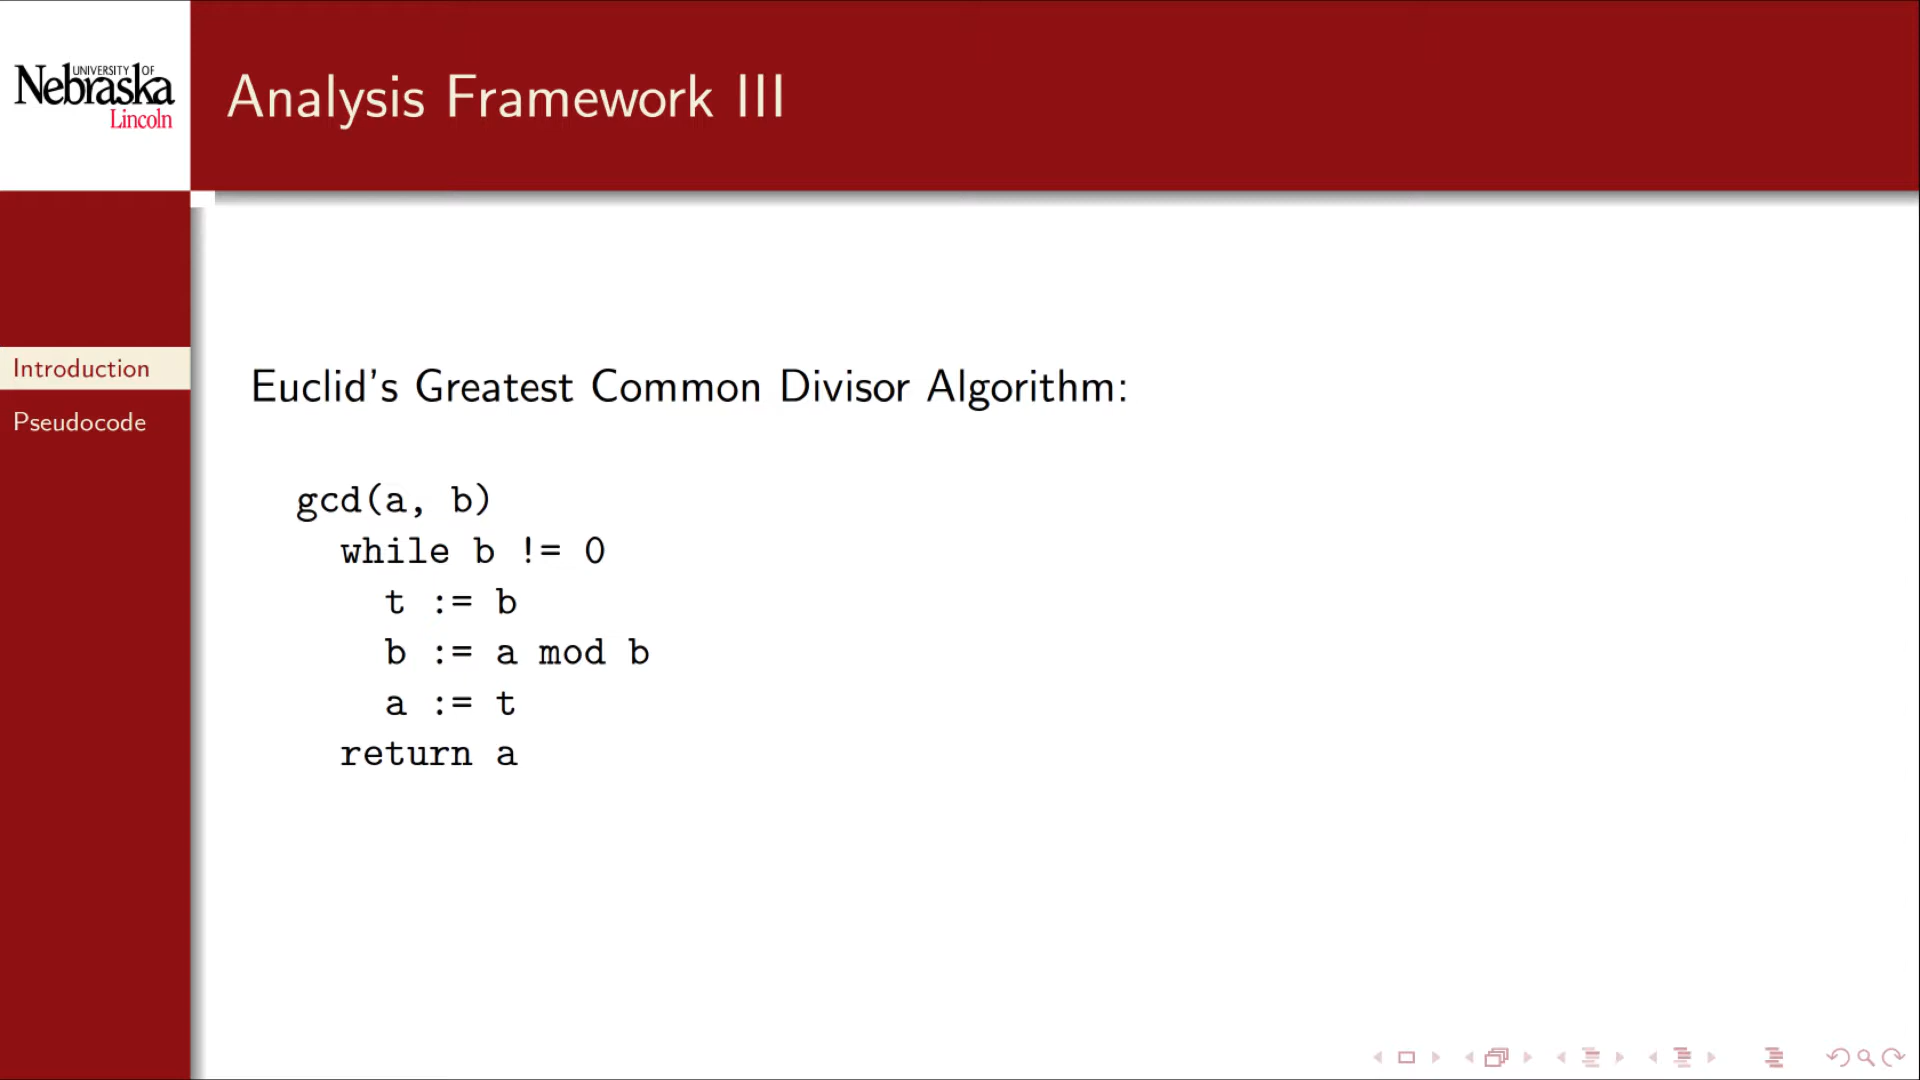 UNIVERSITY OF
Nebraska
Lincoln
Analysis Framework III
Introduction
Pseudocode
Euclid's Greatest Common Divisor Algorithm:
gcd(a, b)
while b != 0
t := b
b := a mod b
a := t
return a